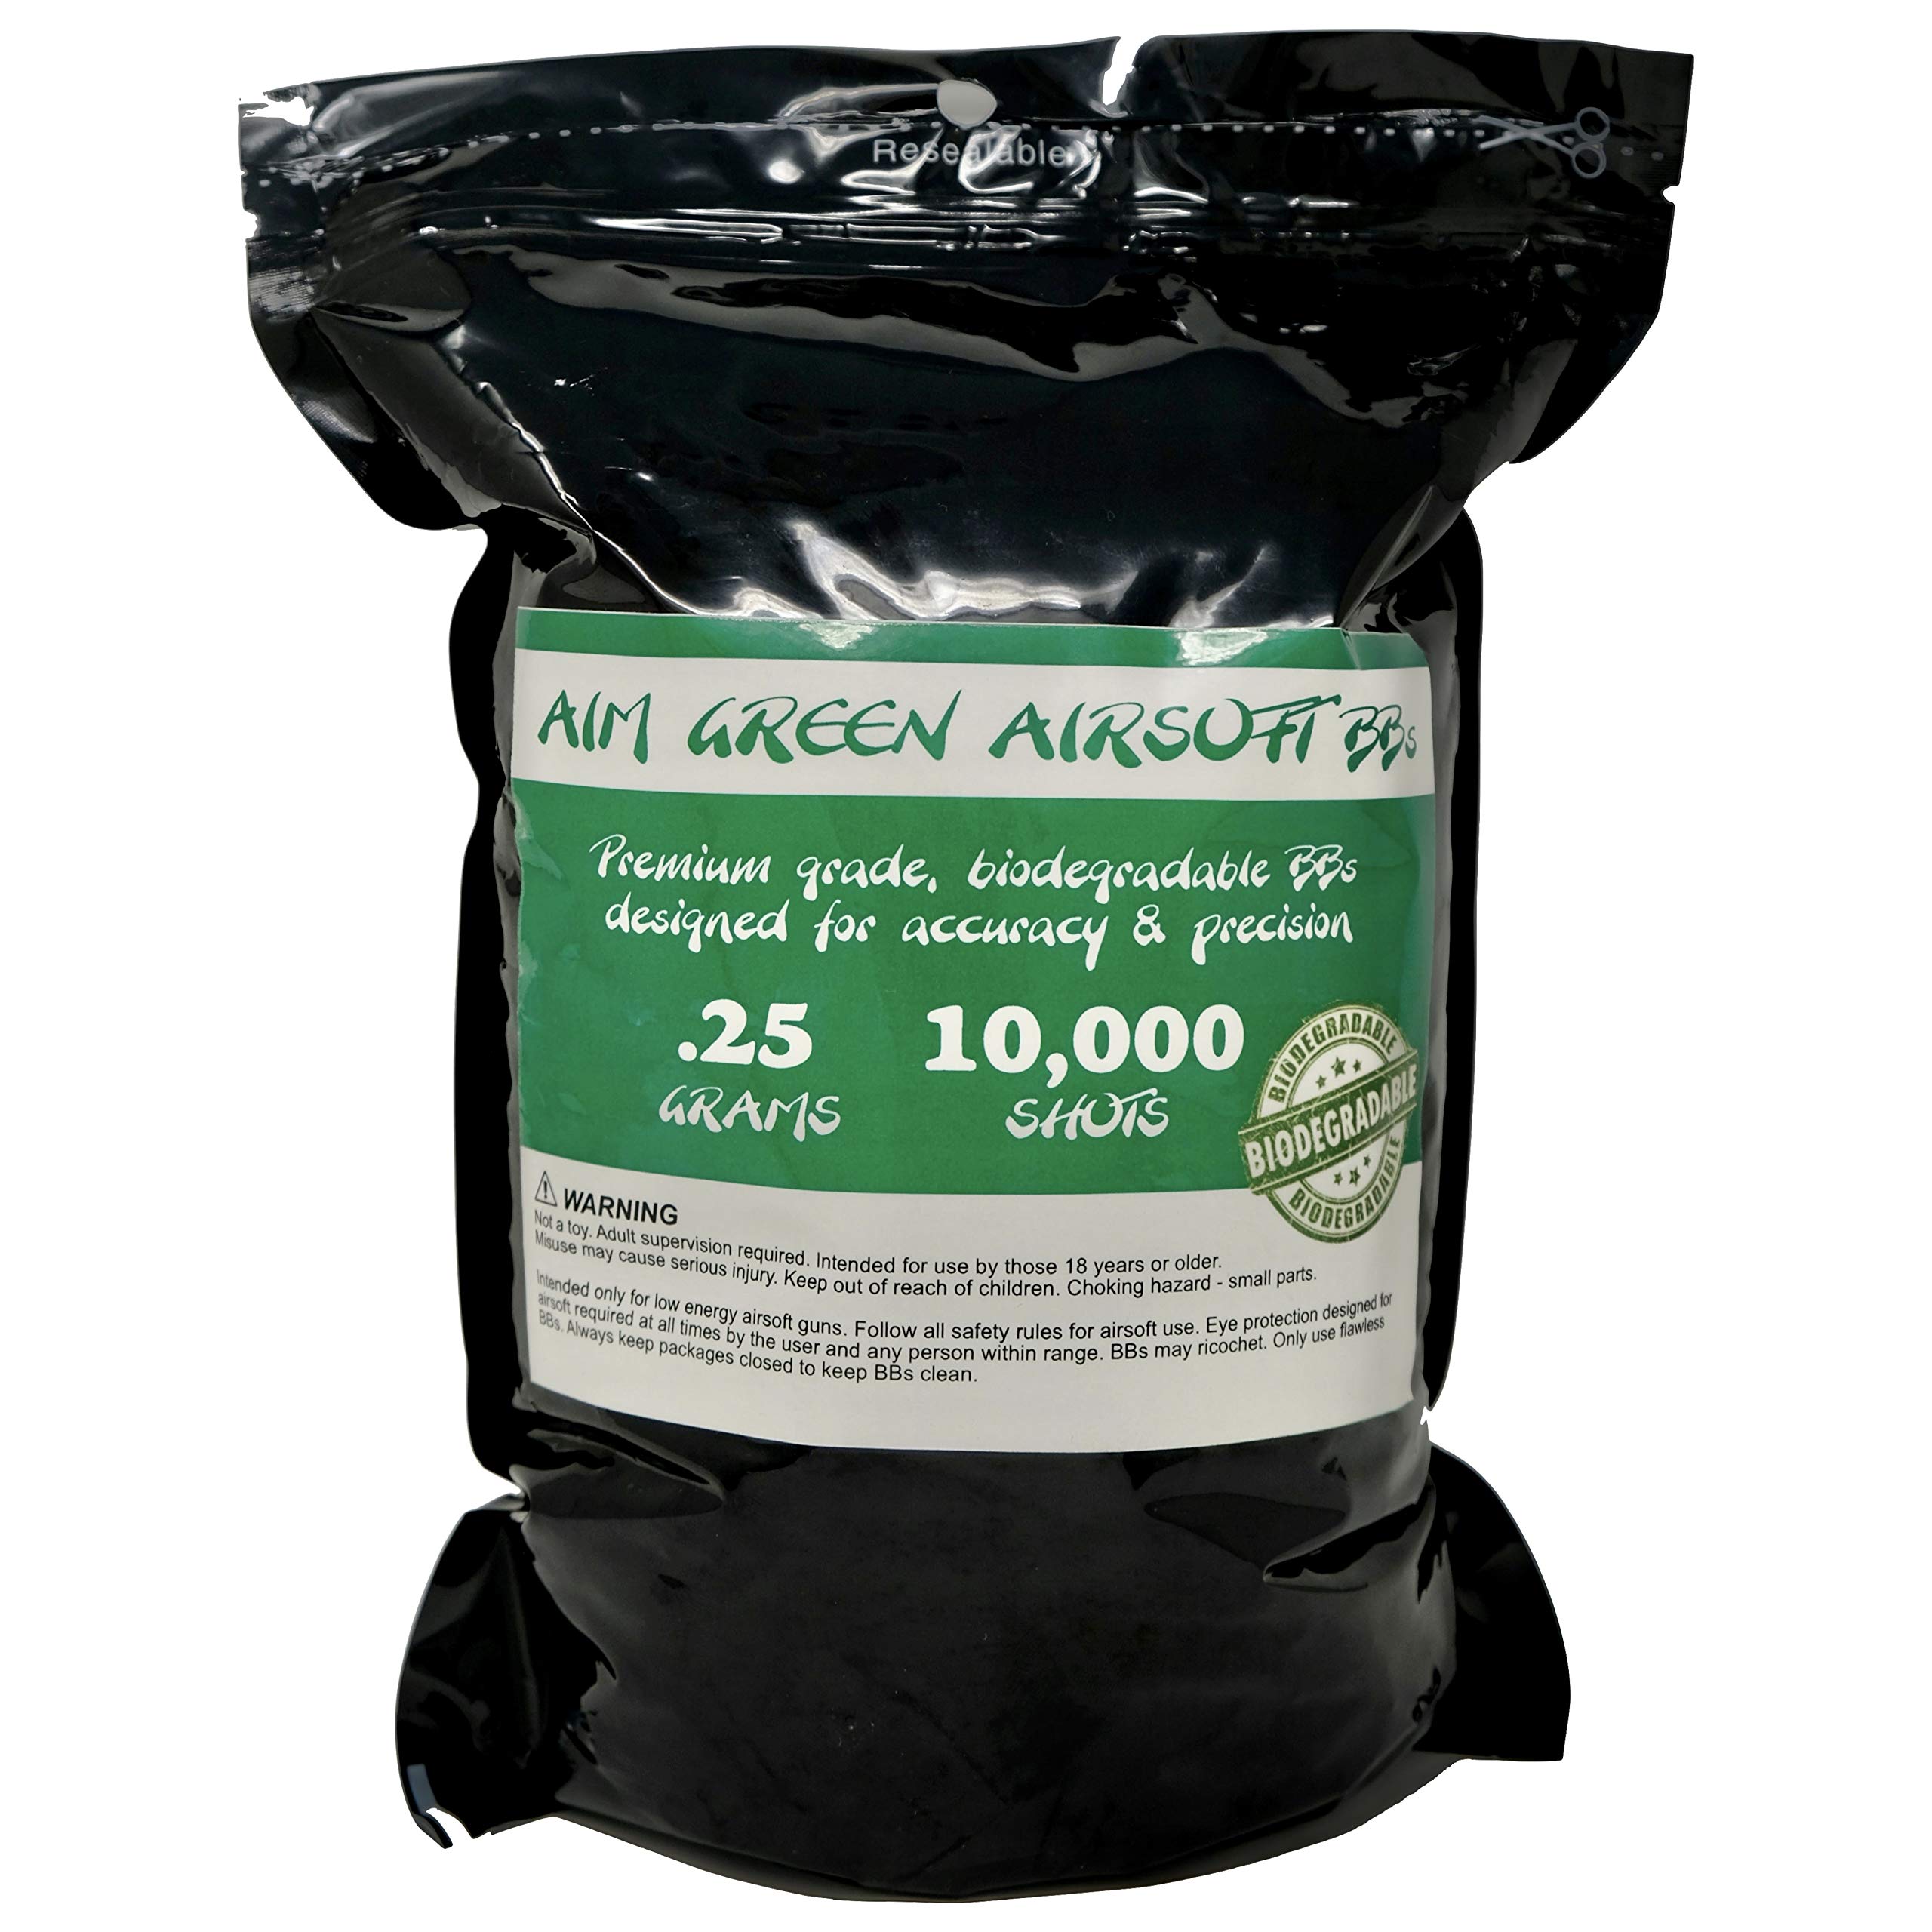 Resealable
AIM GREEN AIRSOFT BBs
Premium grade, biodegradable BBs
designed for accuracy & precision
.25 10,000
GRAMS SHOTS
BIODEGRADABLE
BIODEGRADABLE
BIODEGRADABLE
WARNING
Not a toy. Adult supervision required. Intended for use by those 18 years or older.
Misuse may cause serious injury. Keep out of reach of children. Choking hazard - small parts.
Intended only for low energy airsoft guns. Follow all safety rules for airsoft use. Eye protection designed for
airsoft required at all times by the user and any person within range. BBs may ricochet. Only use flawless
BBs. Always keep packages closed to keep BBs clean.